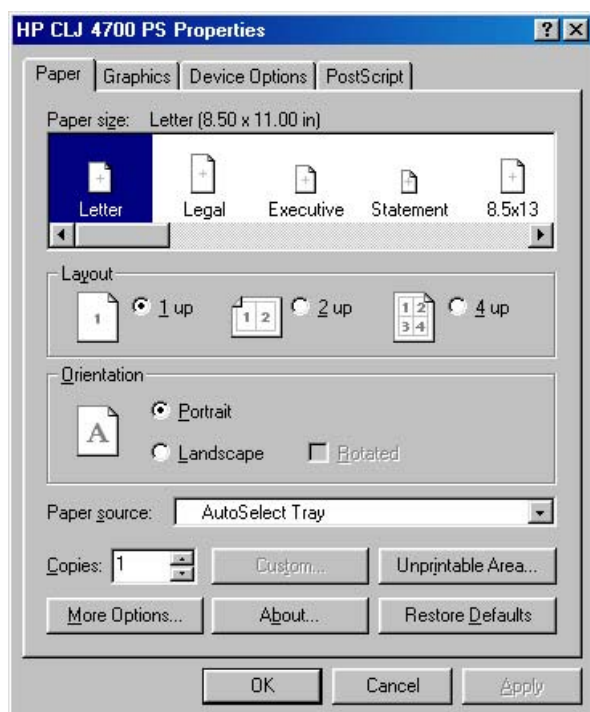 HP CLJ 4700 PS Properties
Paper Graphics Device Options PostScript
Paper size: Letter (8.50 x 11.00 in)
Letter Legal Executive Statement 8.5x13
Layout
1 1 up 1 2 2 up 1 2 3 4 4 up
Orientation
A
Portrait
Landscape Rotated
Paper source: AutoSelect Tray
Copies: 1 Custom... Unprintable Area...
More Options... About... Restore Defaults
OK Cancel Apply